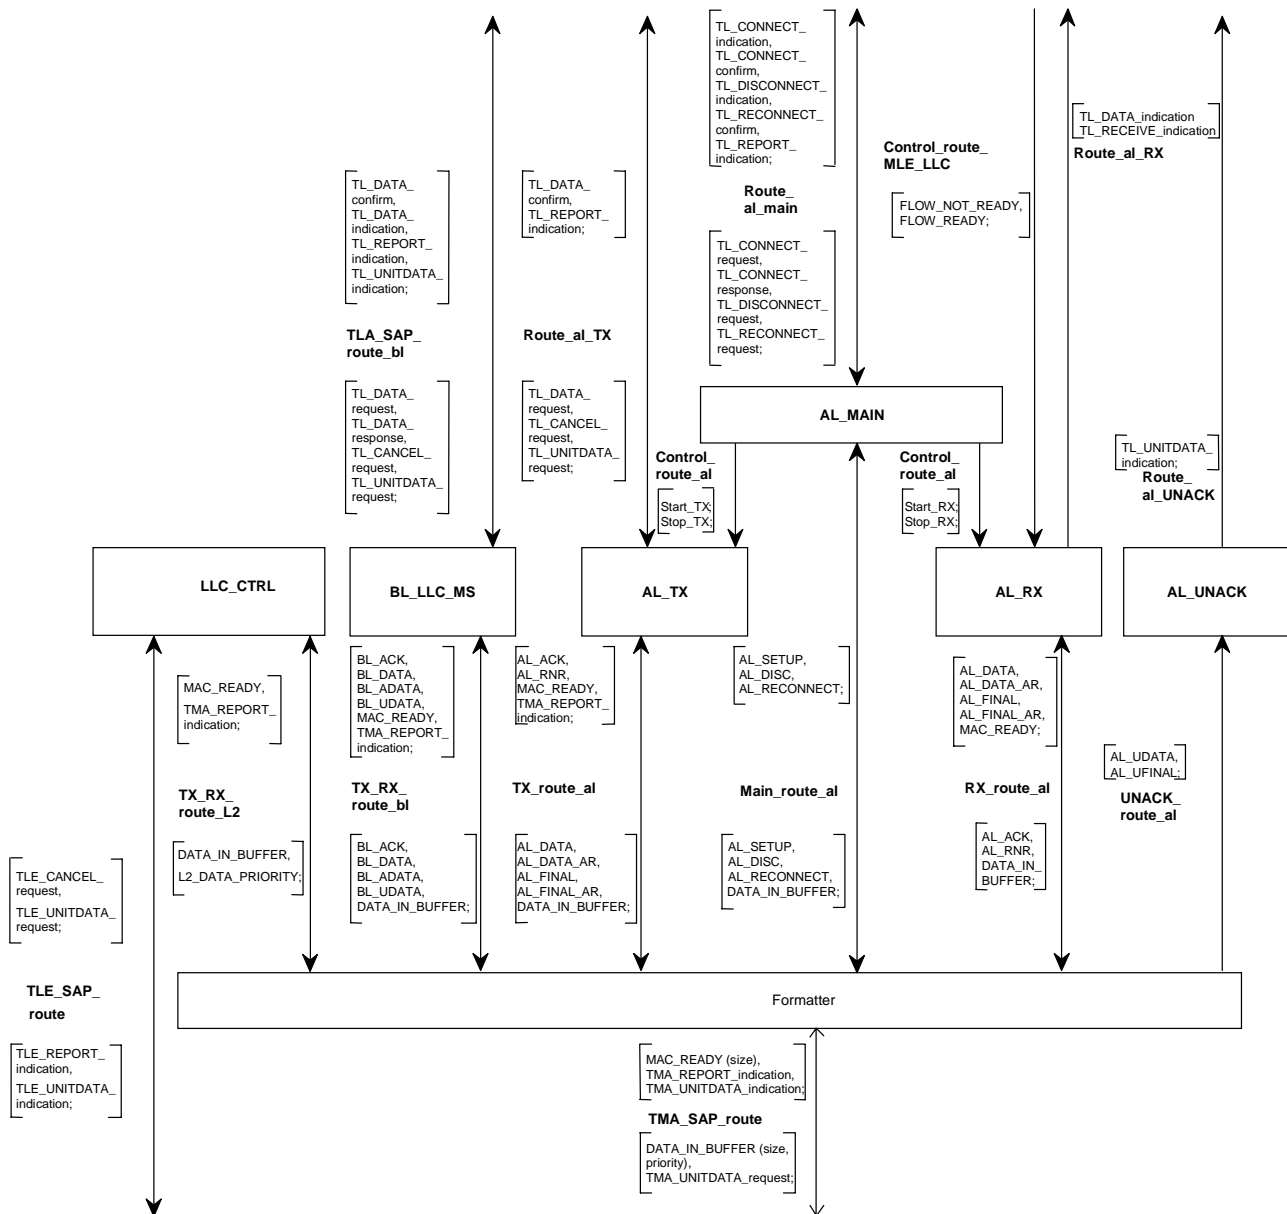 TL_CONNECT_
indication,
TL_CONNECT_
confirm,
TL_DISCONNECT_
indication,
TL_RECONNECT_
confirm,
TL_REPORT_
indication;
Route_
al_main
TL_CONNECT_
request,
TL_CONNECT_
response,
TL_DISCONNECT_
request,
TL_RECONNECT_
request;
Control_route_
MLE_LLC
FLOW_NOT_READY,
FLOW_READY;
TL_DATA_indication
TL_RECEIVE_indication
Route_al_RX
TL_DATA_
confirm,
TL_DATA_
indication,
TL_REPORT_
indication,
TL_UNITDATA_
indication;
TLA_SAP_
route_bl
TL_DATA_
request,
TL_DATA_
response,
TL_CANCEL_
request,
TL_UNITDATA_
request;
TL_DATA_
confirm,
TL_REPORT_
indication;
Route_al_TX
TL_DATA_
request,
TL_CANCEL_
request,
TL_UNITDATA_
request;
AL_MAIN
Control_
route_al
Start_TX;
Stop_TX;
Control_
route_al
Start_RX;
Stop_RX;
TL_UNITDATA_
indication;
Route_
al_UNACK
LLC_CTRL
BL_LLC_MS
AL_TX
AL_RX
AL_UNACK
MAC_READY,
TMA_REPORT_
indication;
TX_RX_
route_L2
DATA_IN_BUFFER,
L2_DATA_PRIORITY;
BL_ACK,
BL_DATA,
BL_ADATA,
BL_UDATA,
MAC_READY,
TMA_REPORT_
indication;
TX_RX_
route_bl
BL_ACK,
BL_DATA,
BL_ADATA,
BL_UDATA,
DATA_IN_BUFFER;
AL_ACK,
AL_RNR,
MAC_READY,
TMA_REPORT_
indication;
TX_route_al
AL_DATA,
AL_DATA_AR,
AL_FINAL,
AL_FINAL_AR,
DATA_IN_BUFFER;
AL_SETUP,
AL_DISC,
AL_RECONNECT;
Main_route_al
AL_SETUP,
AL_DISC,
AL_RECONNECT,
DATA_IN_BUFFER;
AL_DATA,
AL_DATA_AR,
AL_FINAL,
AL_FINAL_AR,
MAC_READY;
RX_route_al
AL_ACK,
AL_RNR,
DATA_IN_
BUFFER;
AL_UDATA,
AL_UFINAL;
UNACK_
route_al
TLE_CANCEL_
request,
TLE_UNITDATA_
request;
TLE_SAP_
route
TLE_REPORT_
indication,
TLE_UNITDATA_
indication;
Formatter
MAC_READY (size),
TMA_REPORT_indication,
TMA_UNITDATA_indication;
TMA_SAP_route
DATA_IN_BUFFER (size,
priority),
TMA_UNITDATA_request;